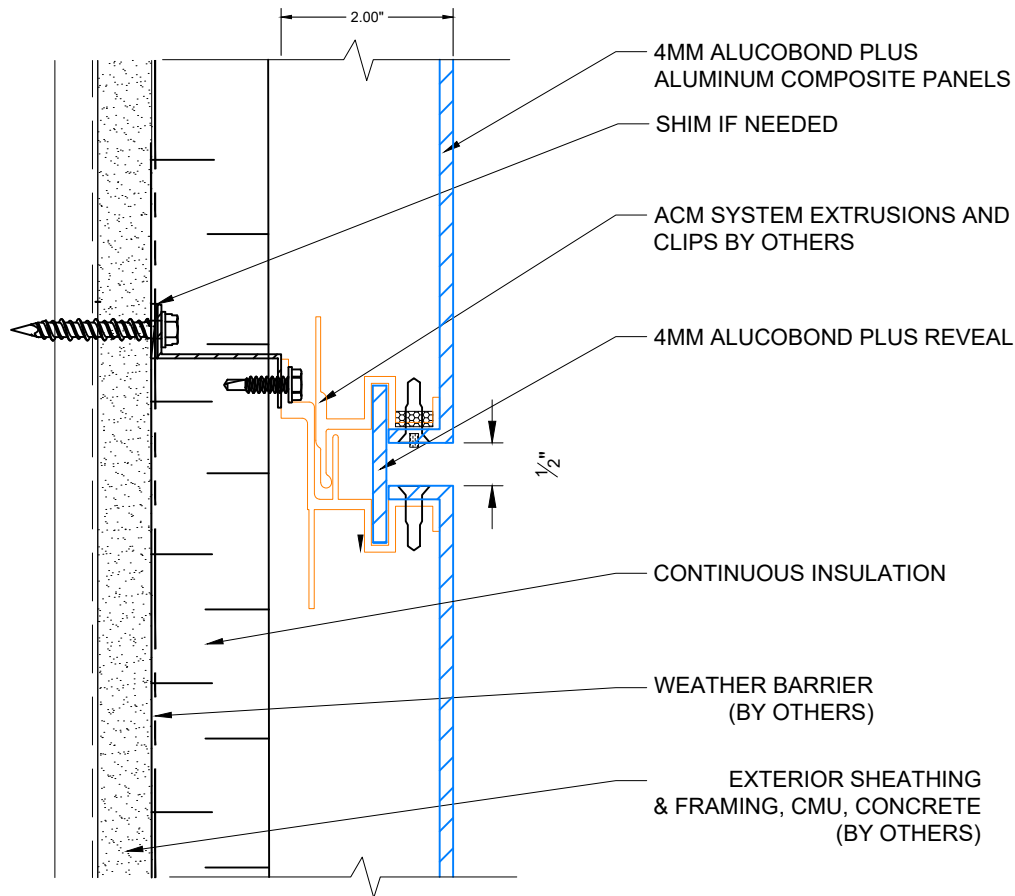 2.00"
4MM ALUCOBOND PLUS
ALUMINUM COMPOSITE PANELS
SHIM IF NEEDED
ACM SYSTEM EXTRUSIONS AND
CLIPS BY OTHERS
4MM ALUCOBOND PLUS REVEAL
½"
CONTINUOUS INSULATION
WEATHER BARRIER
(BY OTHERS)
EXTERIOR SHEATHING
& FRAMING, CMU, CONCRETE
(BY OTHERS)